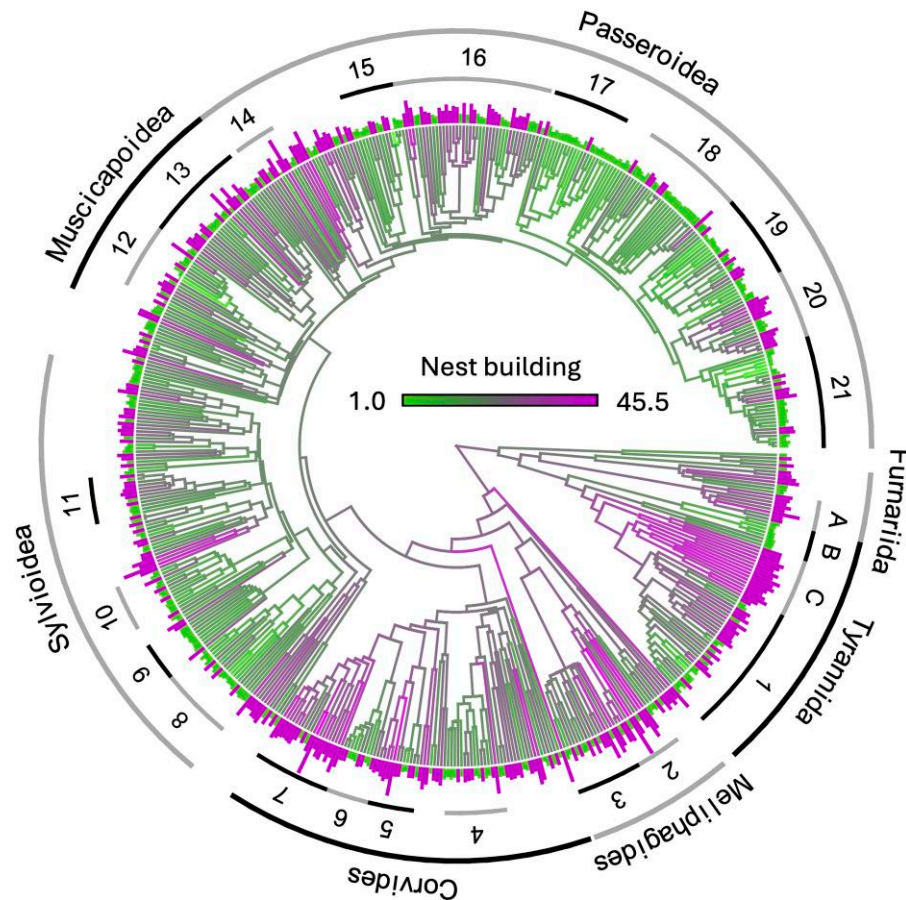 Passeroidea
16
15
17
14
18
13
19
12
20
21
Muscicapoidea
Nest building
1.0
45.5
Furnariida
A
B
C
Tyrannida
1
Meliphagides
2
3
Corvides
4
5
6
7
Sylvioidea
8
9
10
11